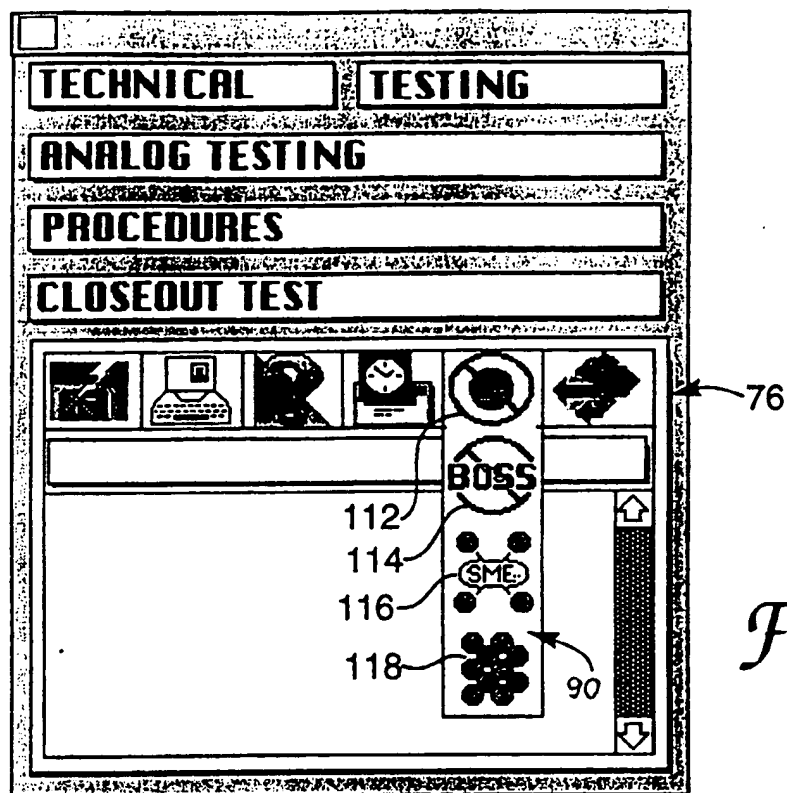 TECHNICAL TESTING
ANALOG TESTING
PROCEDURES
CLOSEOUT TEST
76
112
BOSS
114
SME
116
118
90
F